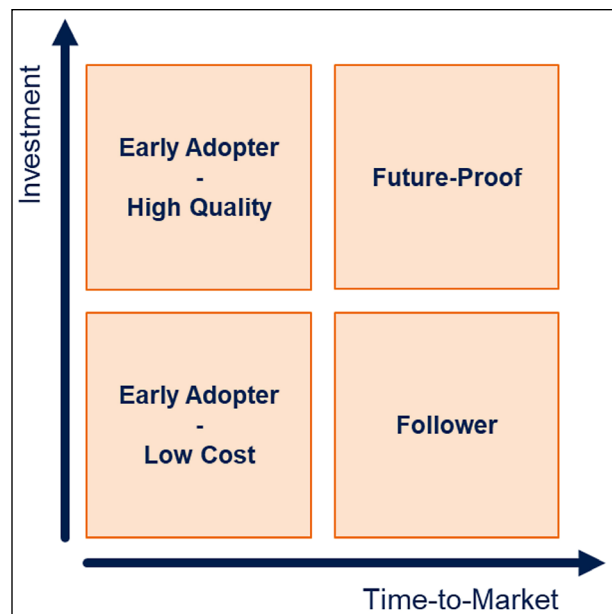 Investment
Early Adopter
-
High Quality
Future-Proof
Early Adopter
-
Low Cost
Follower
Time-to-Market